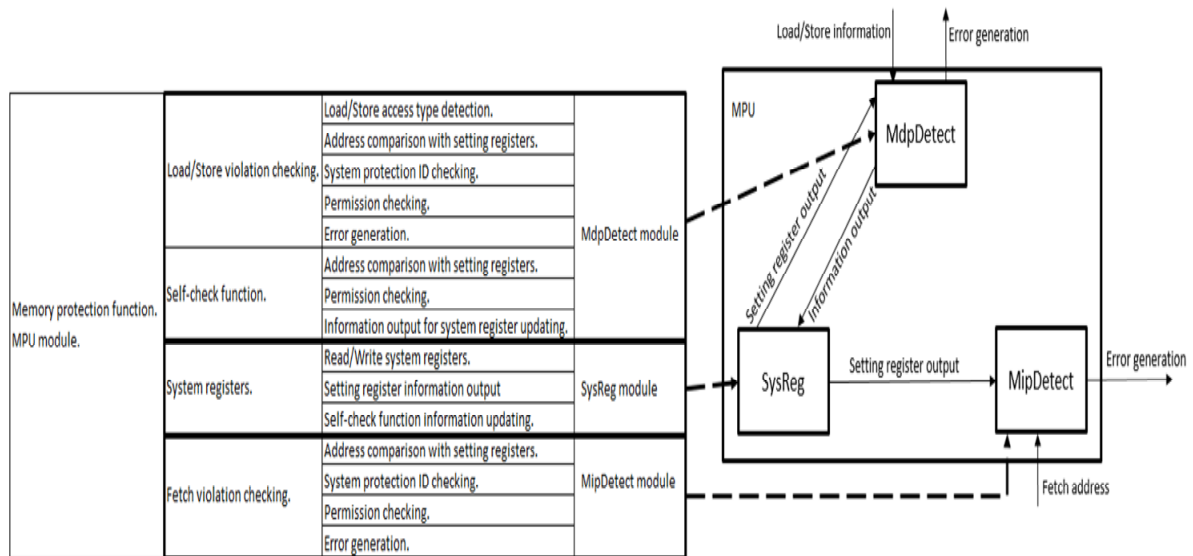 Memory protection function.
MPU module.
Load/Store violation checking.
Load/Store access type detection.
Address comparison with setting registers.
System protection ID checking.
Permission checking.
Error generation.
Self-check function.
Address comparison with setting registers.
Permission checking.
Information output for system register updating.
MdpDetect module
System registers.
Read/Write system registers.
Setting register information output
Self-check function information updating.
SysReg module
Fetch violation checking.
Address comparison with setting registers.
System protection ID checking.
Permission checking.
Error generation.
MipDetect module
Load/Store information
Error generation
MPU
MdpDetect
Setting register output
Information output
SysReg
Setting register output
MipDetect
Error generation
Fetch address